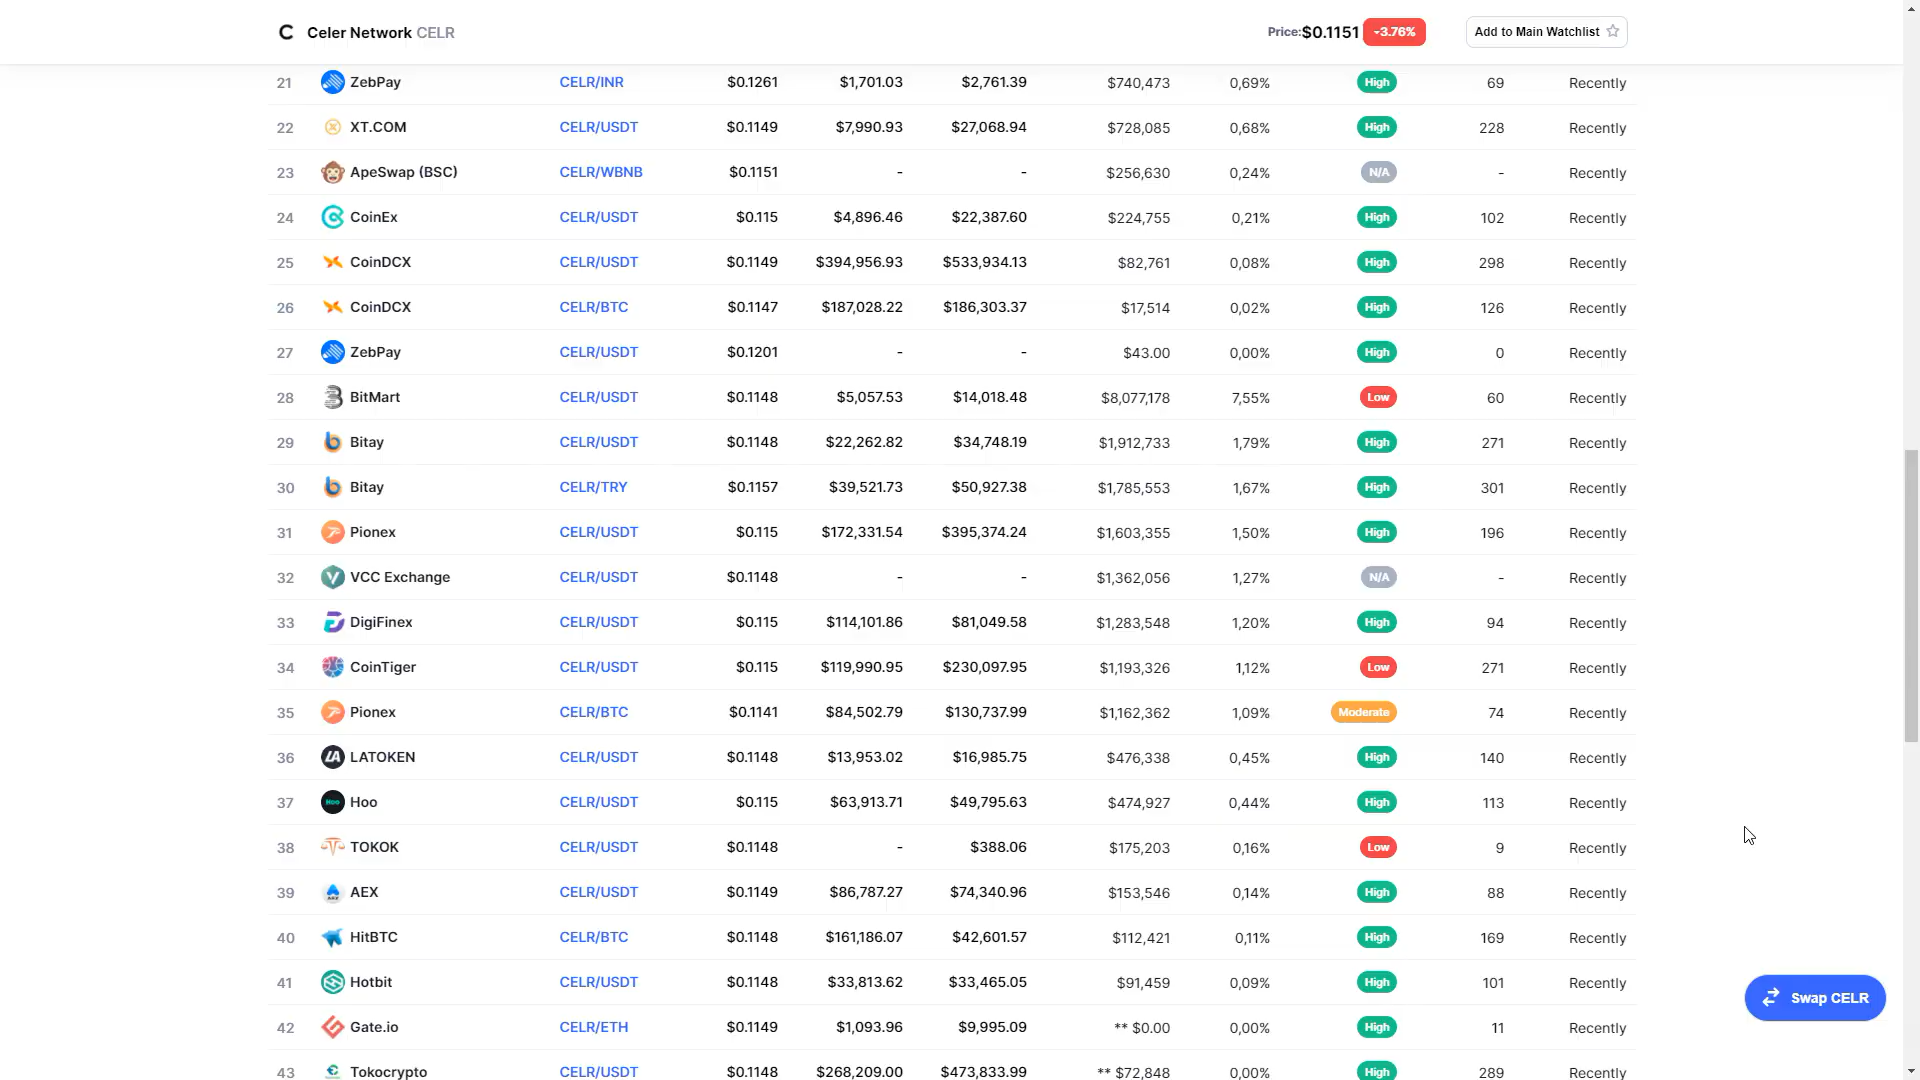 Celer Network CELR Price:$0.1151 -3.76% Add to Main Watchlist
21 ZebPay CELR/INR $0.1261 $1,701.03 $2,761.39 $740,473 0,69% High 69 Recently
22 XT.COM CELR/USDT $0.1149 $7,990.93 $27,068.94 $728,085 0,68% High 228 Recently
23 ApeSwap (BSC) CELR/WBNB $0.1151 - - $256,630 0,24% N/A - Recently
24 CoinEx CELR/USDT $0.115 $4,896.46 $22,387.60 $224,755 0,21% High 102 Recently
25 CoinDCX CELR/USDT $0.1149 $394,956.93 $533,934.13 $82,761 0,08% High 298 Recently
26 CoinDCX CELR/BTC $0.1147 $187,028.22 $186,303.37 $17,514 0,02% High 126 Recently
27 ZebPay CELR/USDT $0.1201 - - $43.00 0,00% High 0 Recently
28 BitMart CELR/USDT $0.1148 $5,057.53 $14,018.48 $8,077,178 7,55% Low 60 Recently
29 Bitay CELR/USDT $0.1148 $22,262.82 $34,748.19 $1,912,733 1,79% High 271 Recently
30 Bitay CELR/TRY $0.1157 $39,521.73 $50,927.38 $1,785,553 1,67% High 301 Recently
31 Pionex CELR/USDT $0.115 $172,331.54 $395,374.24 $1,603,355 1,50% High 196 Recently
32 VCC Exchange CELR/USDT $0.1148 - - $1,362,056 1,27% N/A - Recently
33 DigiFinex CELR/USDT $0.115 $114,101.86 $81,049.58 $1,283,548 1,20% High 94 Recently
34 CoinTiger CELR/USDT $0.115 $119,990.95 $230,097.95 $1,193,326 1,12% Low 271 Recently
35 Pionex CELR/BTC $0.1141 $84,502.79 $130,737.99 $1,162,362 1,09% Moderate 74 Recently
36 LATOKEN CELR/USDT $0.1148 $13,953.02 $16,985.75 $476,338 0,45% High 140 Recently
37 Hoo CELR/USDT $0.115 $63,913.71 $49,795.63 $474,927 0,44% High 113 Recently
38 TOKOK CELR/USDT $0.1148 - $388.06 $175,203 0,16% Low 9 Recently
39 AEX CELR/USDT $0.1149 $86,787.27 $74,340.96 $153,546 0,14% High 88 Recently
40 HitBTC CELR/BTC $0.1148 $161,186.07 $42,601.57 $112,421 0,11% High 169 Recently
41 Hotbit CELR/USDT $0.1148 $33,813.62 $33,465.05 $91,459 0,09% High 101 Recently
Swap CELR
42 Gate.io CELR/ETH $0.1149 $1,093.96 $9,995.09 ** $0.00 0,00% High 11 Recently
43 Tokocrypto CELR/USDT $0.1148 $268,209.00 $473,833.99 ** $72,848 0,00% High 289 Recently